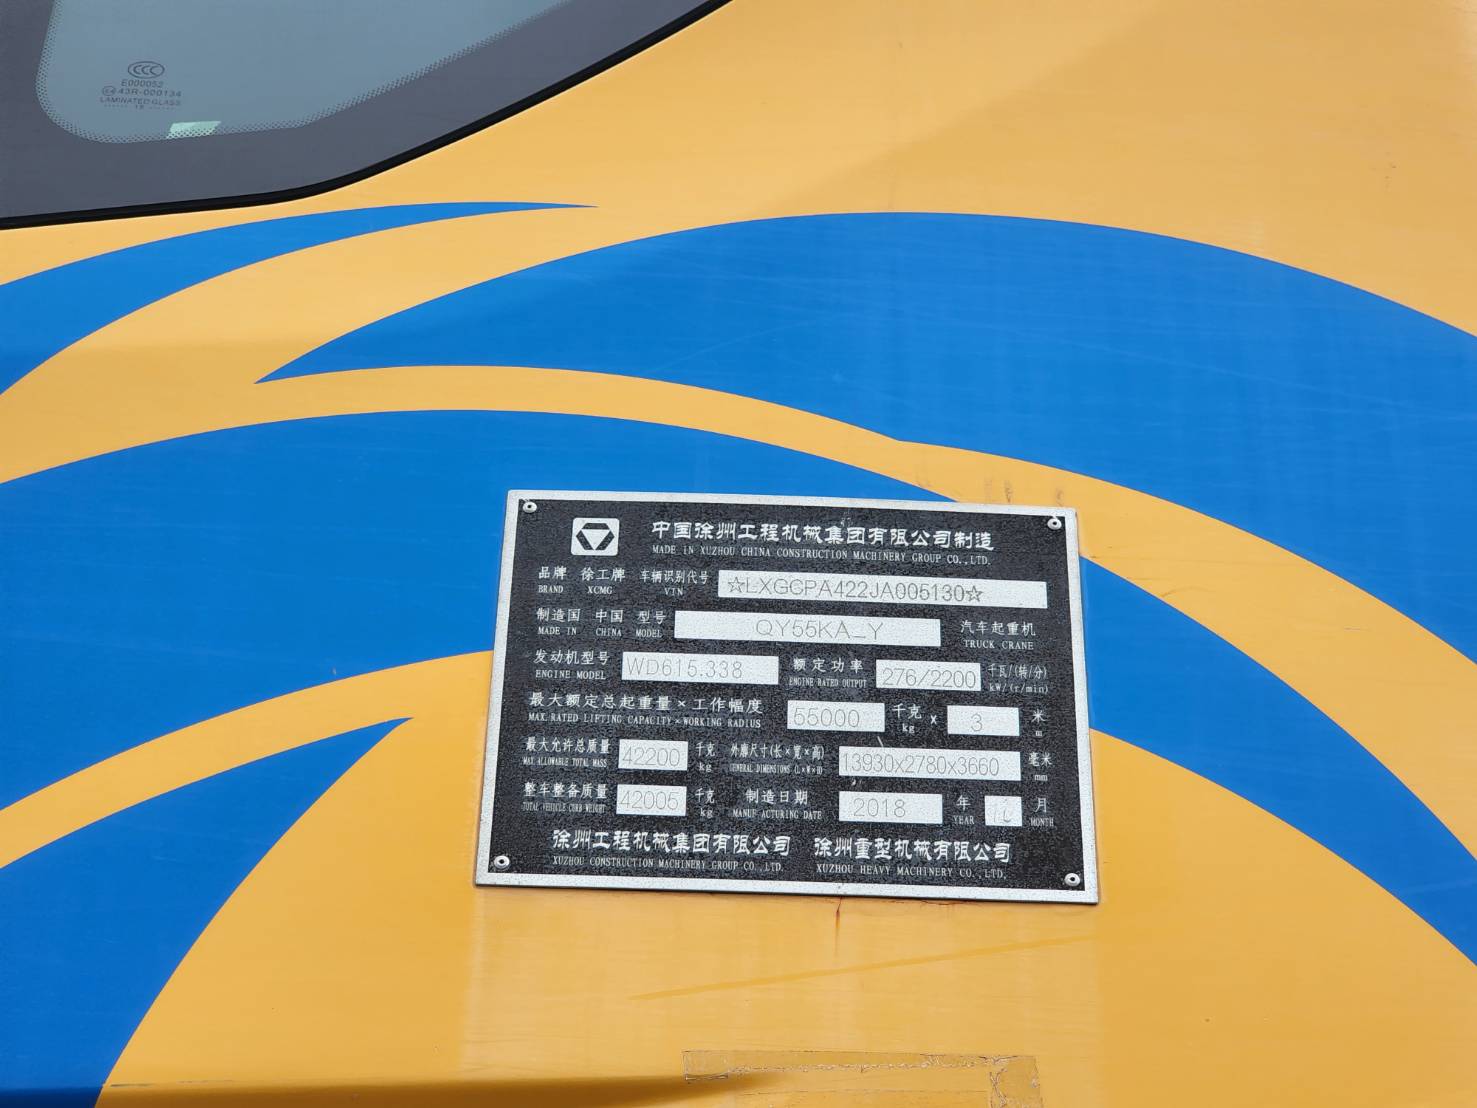 CCC
E000052
43R-000134
LAMINATED GLASS
中国徐州工程机械集团有限公司制造
MADE IN XUZHOU CHINA CONSTRUCTION MACHINERY GROUP CO.,LTD.
品牌 徐工牌 车辆识别代号 ☆LXGCPA422JA005130☆
BRAND XCMG VIN
制造国 中国 型号 QY55KA_Y 汽车起重机
MADE IN CHINA MODEL TRUCK CRANE
发动机型号 WD615.338 额定功率 276/2200 千瓦/(转/分)
ENGINE MODEL ENGINE RATED OUTPUT kW/(r/min)
最大额定总起重量×工作幅度 55000 千克 × 3 米
MAX.RATED LIFTING CAPACITY×WORKING RADIUS kg m
最大允许总质量 42200 千克 外廓尺寸(长×宽×高) 13930x2780x3660 毫米
MAX.ALLOWABLE TOTAL MASS kg GENERAL DIMENSIONS (L×W×H) mm
整车整备质量 42005 千克 制造日期 2018 年 月
TOTAL VEHICLE CURB WEIGHT kg MANUFACTURING DATE YEAR MONTH
徐州工程机械集团有限公司 徐州重型机械有限公司
XUZHOU CONSTRUCTION MACHINERY GROUP CO.,LTD. XUZHOU HEAVY MACHINERY CO.,LTD.